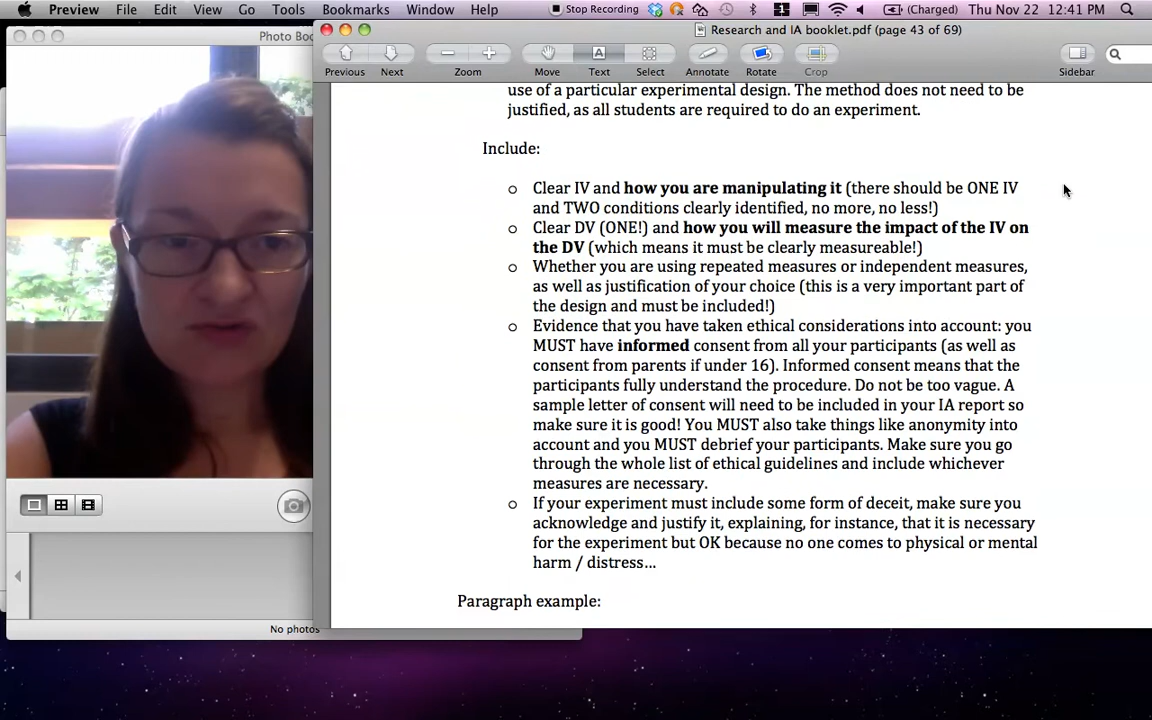 Preview File Edit View Go Tools Bookmarks Window Help Stop Recording 1 (Charged) Thu Nov 22 12:41 PM
Photo Boo
Research and IA booklet.pdf (page 43 of 69)
Previous Next Zoom Move Text Select Annotate Rotate Crop Sidebar
use of a particular experimental design. The method does not need to be
justified, as all students are required to do an experiment.
Include:
o Clear IV and how you are manipulating it (there should be ONE IV
and TWO conditions clearly identified, no more, no less!)
o Clear DV (ONE!) and how you will measure the impact of the IV on
the DV (which means it must be clearly measureable!)
o Whether you are using repeated measures or independent measures,
as well as justification of your choice (this is a very important part of
the design and must be included!)
o Evidence that you have taken ethical considerations into account: you
MUST have informed consent from all your participants (as well as
consent from parents if under 16). Informed consent means that the
participants fully understand the procedure. Do not be too vague. A
sample letter of consent will need to be included in your IA report so
make sure it is good! You MUST also take things like anonymity into
account and you MUST debrief your participants. Make sure you go
through the whole list of ethical guidelines and include whichever
measures are necessary.
o If your experiment must include some form of deceit, make sure you
acknowledge and justify it, explaining, for instance, that it is necessary
for the experiment but OK because no one comes to physical or mental
harm / distress...
Paragraph example:
No photos